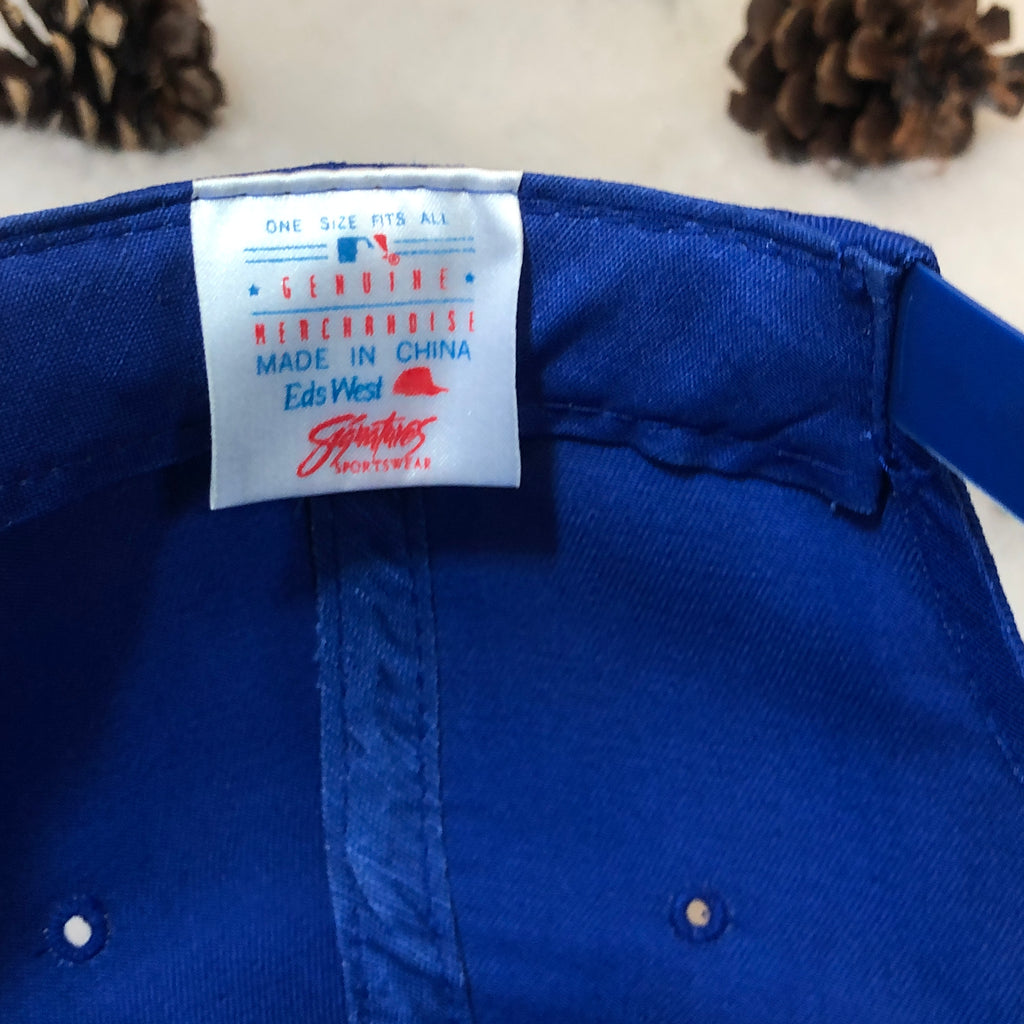 ONE SIZE FITS ALL
GENUINE
MERCHANDISE
MADE IN CHINA
Eds West
Signatures
SPORTSWEAR